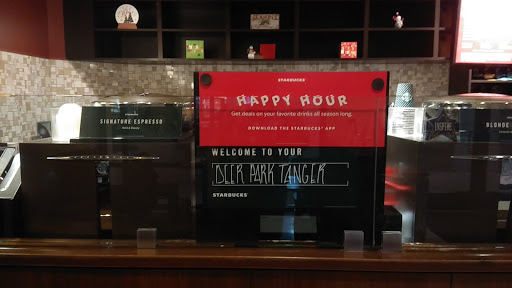 STARBUCKS
HAPPY HOUR
Get deals on your favorite drinks all season long.
DOWNLOAD THE STARBUCKS® APP
WELCOME TO YOUR
DEER PARK TANGER
STARBUCKS®
SIGNATURE ESPRESSO
BLONDE